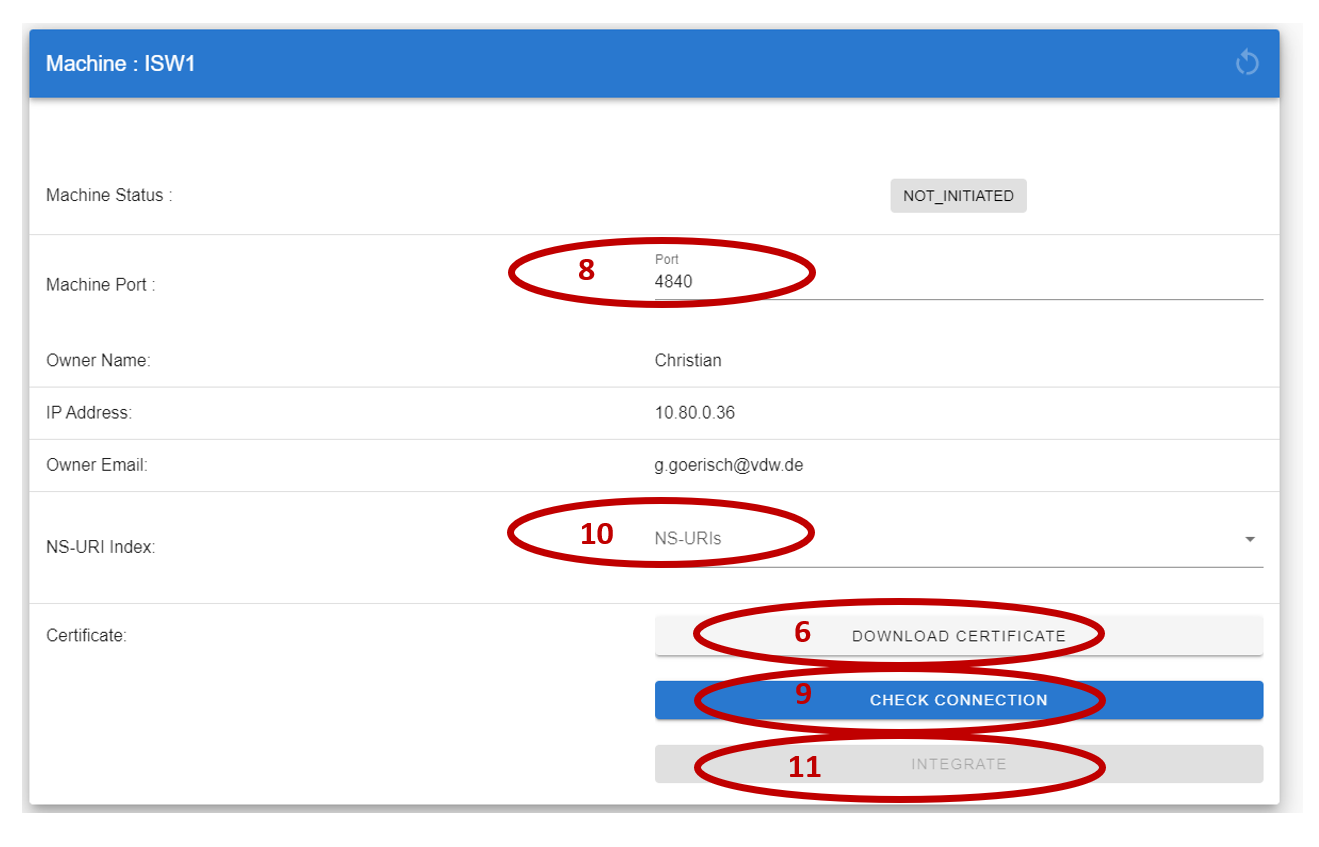 Machine : ISW1
Machine Status :
NOT_INITIATED
8
Port
Machine Port :
4840
Owner Name:
Christian
IP Address:
10.80.0.36
Owner Email:
g.goerisch@vdw.de
10
NS-URIs
NS-URI Index:
Certificate:
6
DOWNLOAD CERTIFICATE
9
CHECK CONNECTION
11
INTEGRATE